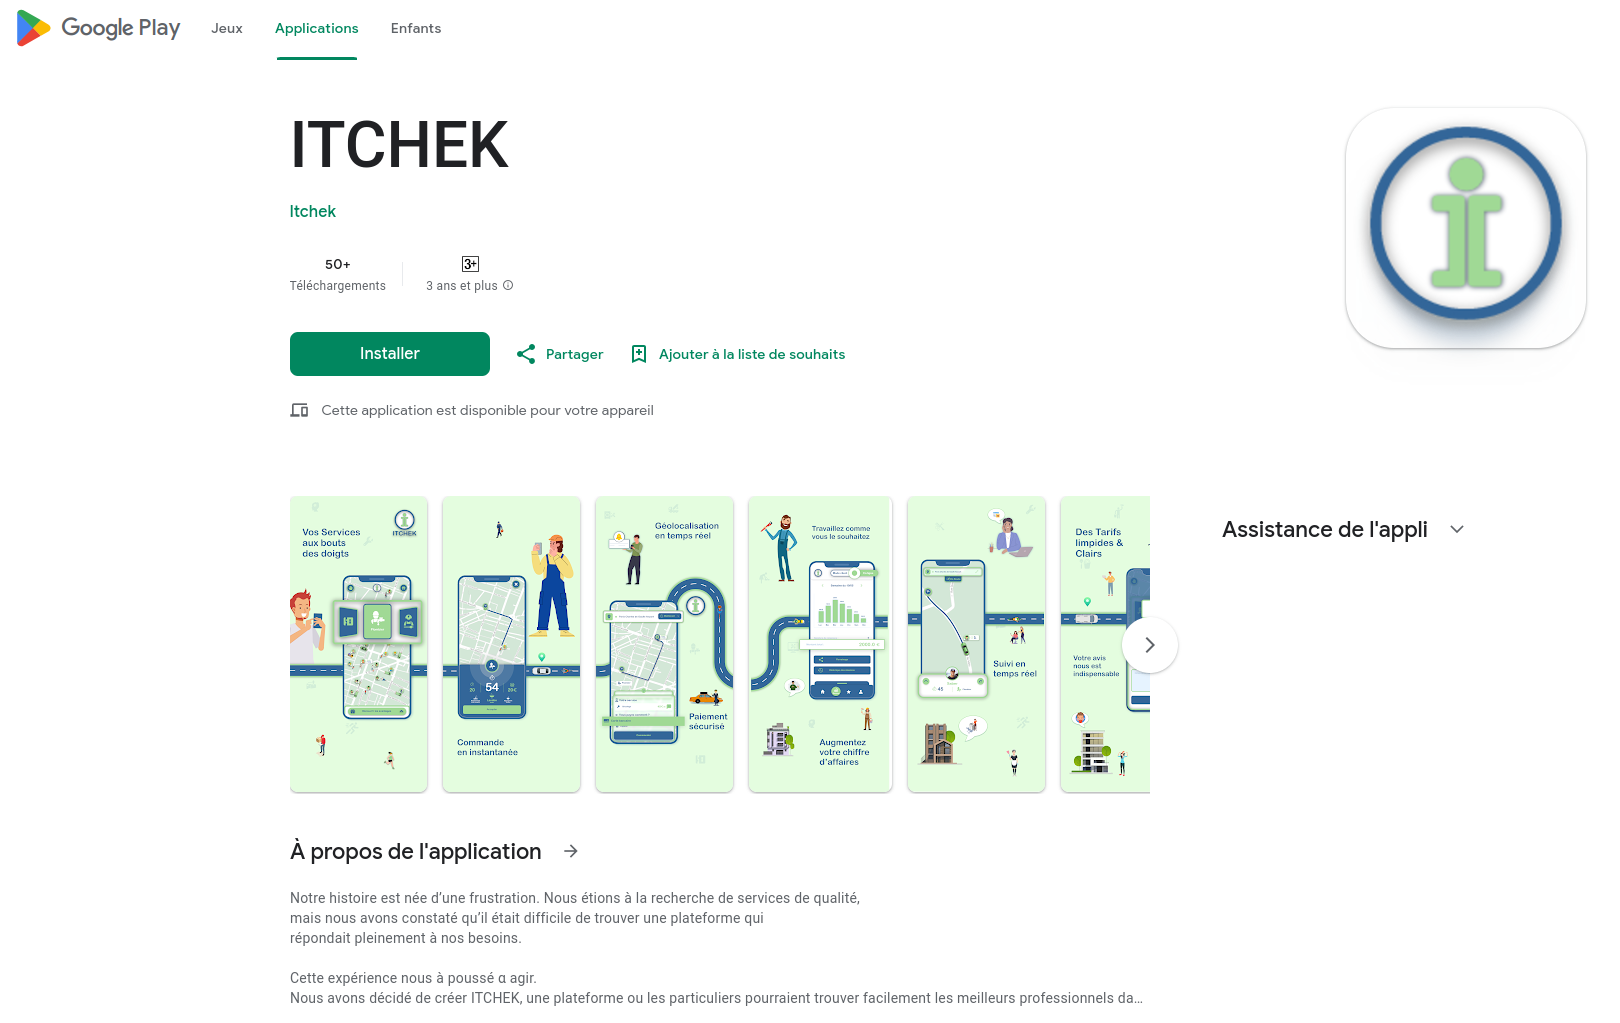 Google Play
Jeux
Applications
Enfants
ITCHEK
Itchek
50+
Téléchargements
3+
3 ans et plus
Installer
Partager
Ajouter à la liste de souhaits
Cette application est disponible pour votre appareil
Vos Services
aux bouts
des doigts
ITCHEK
54
Commande
en instantanée
Géolocalisation
en temps réel
Paiement
sécurisé
Travaillez comme
vous le souhaitez
Augmentez
votre chiffre
d'affaires
Suivi en
temps réel
45
Des Tarifs
limpides &
Clairs
Votre avis
nous est
indispensable
Assistance de l'appli
À propos de l'application
Notre histoire est née d’une frustration. Nous étions à la recherche de services de qualité,
mais nous avons constaté qu’il était difficile de trouver une plateforme qui
répondait pleinement à nos besoins.
Cette expérience nous à poussé α agir.
Nous avons décidé de créer ITCHEK, une plateforme ou les particuliers pourraient trouver facilement les meilleurs professionnels da…